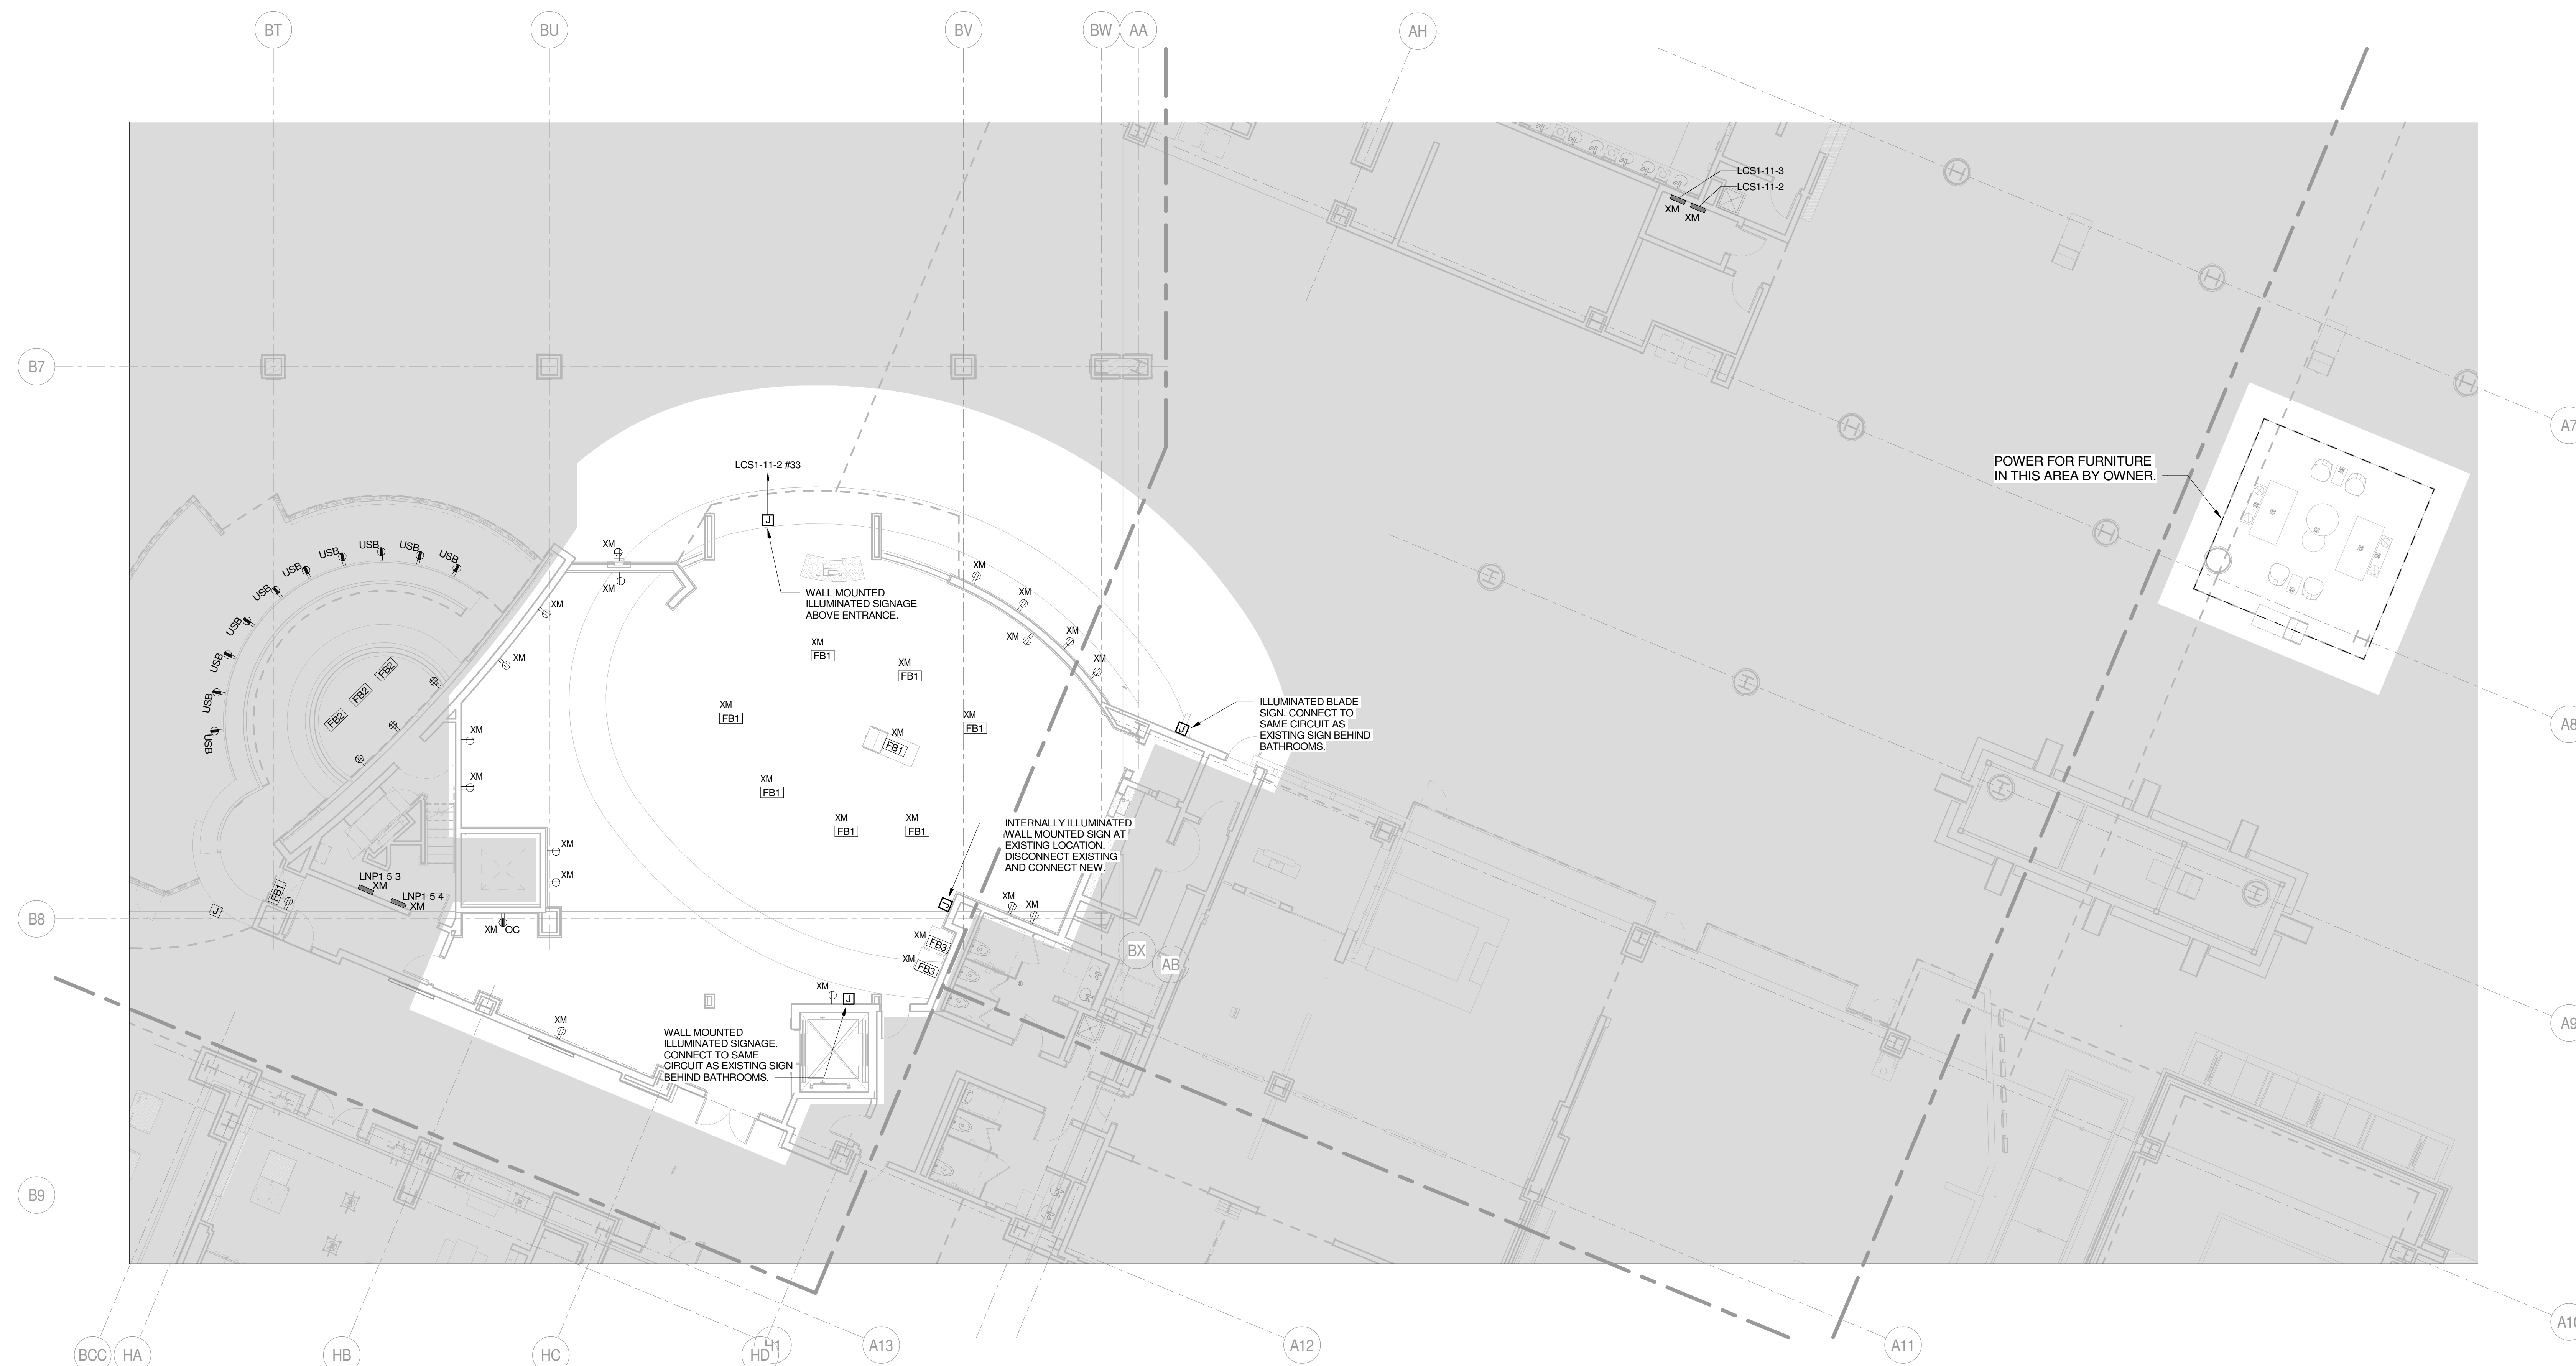 BT
BU
BV
BW
AA
AH
LCS1-11-3
LCS1-11-2
XM
XM
B7
A7
POWER FOR FURNITURE
IN THIS AREA BY OWNER.
LCS1-11-2 #33
J
WALL MOUNTED
ILLUMINATED SIGNAGE
ABOVE ENTRANCE.
USB
USB
USB
USB
USB
USB
USB
USB
USB
USB
USB
XM
XM
XM
XM
XM
XM
XM
XM
XM
XM
XM
XM
XM
XM
FB1
XM
FB1
XM
FB1
XM
FB1
XM
FB1
XM
FB1
XM
FB1
XM
FB1
FB2
FB2
FB2
J
ILLUMINATED BLADE
SIGN. CONNECT TO
SAME CIRCUIT AS
EXISTING SIGN BEHIND
BATHROOMS.
A8
INTERNALLY ILLUMINATED
WALL MOUNTED SIGN AT
EXISTING LOCATION.
DISCONNECT EXISTING
AND CONNECT NEW.
J
LNP1-5-3
XM
LNP1-5-4
XM
FB1
J
B8
XM OC
XM
XM
XM
FB3
XM
FB3
BX
AB
XM
J
XM
WALL MOUNTED
ILLUMINATED SIGNAGE.
CONNECT TO SAME
CIRCUIT AS EXISTING SIGN
BEHIND BATHROOMS.
A9
B9
A10
BCC
HA
HB
HC
HD
H1
A13
A12
A11